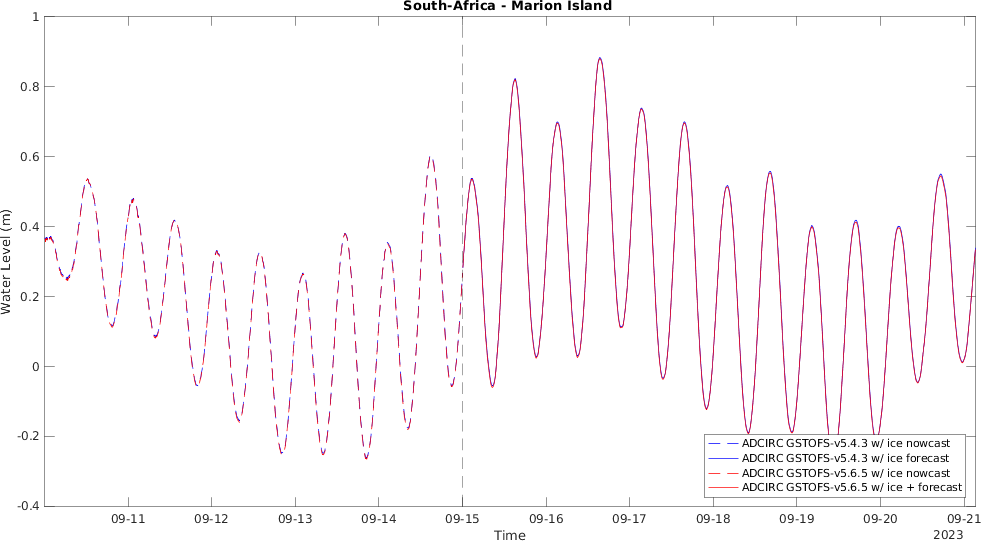 South-Africa - Marion Island
Water Level (m)
1
0.8
0.6
0.4
0.2
0
-0.2
-0.4
ADCIRC GSTOFS-v5.4.3 w/ ice nowcast
ADCIRC GSTOFS-v5.4.3 w/ ice forecast
ADCIRC GSTOFS-v5.6.5 w/ ice nowcast
ADCIRC GSTOFS-v5.6.5 w/ ice + forecast
09-11 09-12 09-13 09-14 09-15 09-16 09-17 09-18 09-19 09-20 09-21
Time
2023